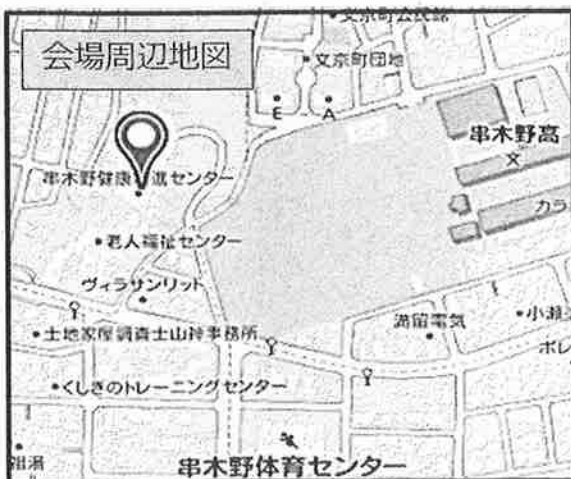 文京町公民館
会場周辺地図
文京町団地
E
A
串木野高
文
串木野健康増進センター
カラ
老人福祉センター
ヴィラサンリット
小瀬
満留電気
土地家屋調査士山神事務所
ボレ
くしきのトレーニングセンター
串木野体育センター